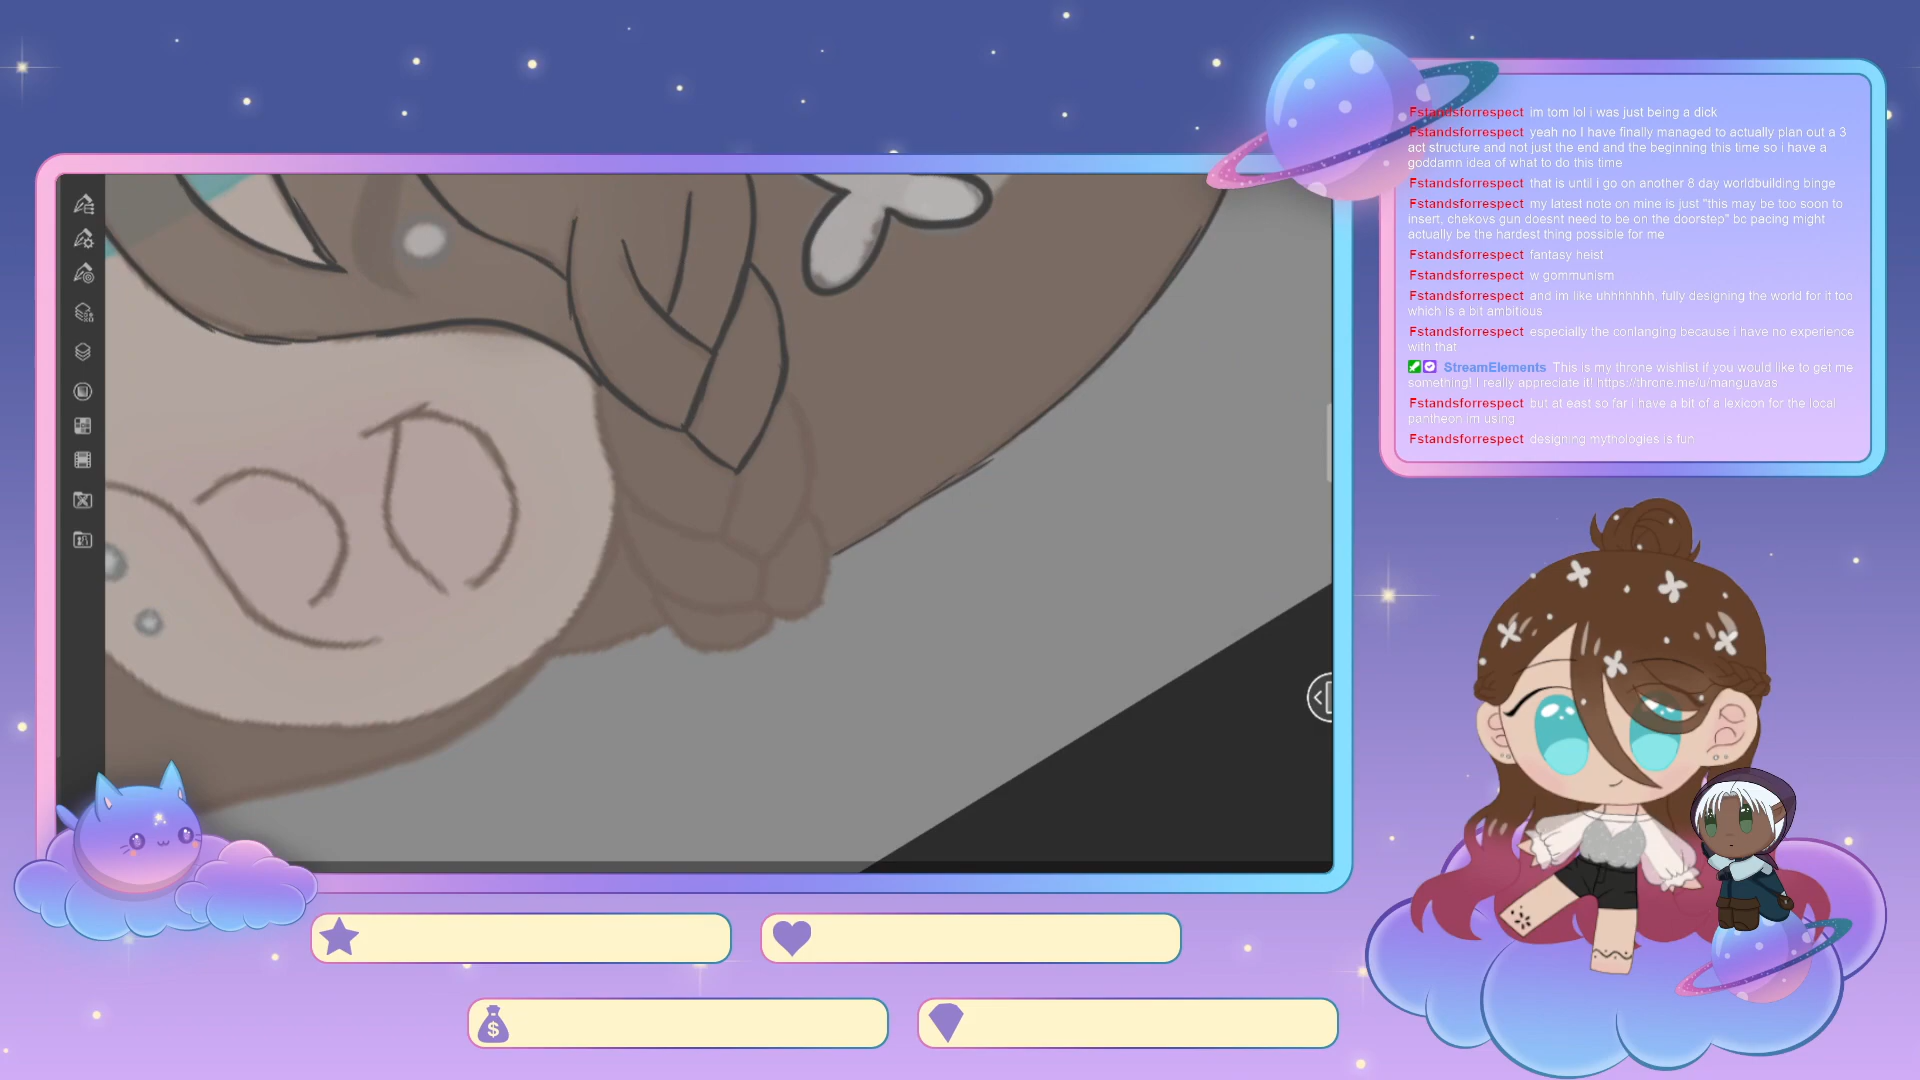 Fstandsforrespect im tom lol i was just being a dick
Fstandsforrespect yeah no I have finally managed to actually plan out a 3
act structure and not just the end and the beginning this time so i have a
goddamn idea of what to do this time
Fstandsforrespect that is until i go on another 8 day worldbuilding binge
Fstandsforrespect my latest note on mine is just "this may be too soon to
insert, chekovs gun doesnt need to be on the doorstep" bc pacing might
actually be the hardest thing possible for me
Fstandsforrespect fantasy heist
Fstandsforrespect w gommunism
Fstandsforrespect and im like uhhhhhhh, fully designing the world for it too
which is a bit ambitious
Fstandsforrespect especially the conlanging because i have no experience
with that
StreamElements This is my throne wishlist if you would like to get me
something! I really appreciate it! https://throne.me/u/manguavas
Fstandsforrespect but at east so far i have a bit of a lexicon for the local
pantheon im using
Fstandsforrespect designing mythologies is fun
$